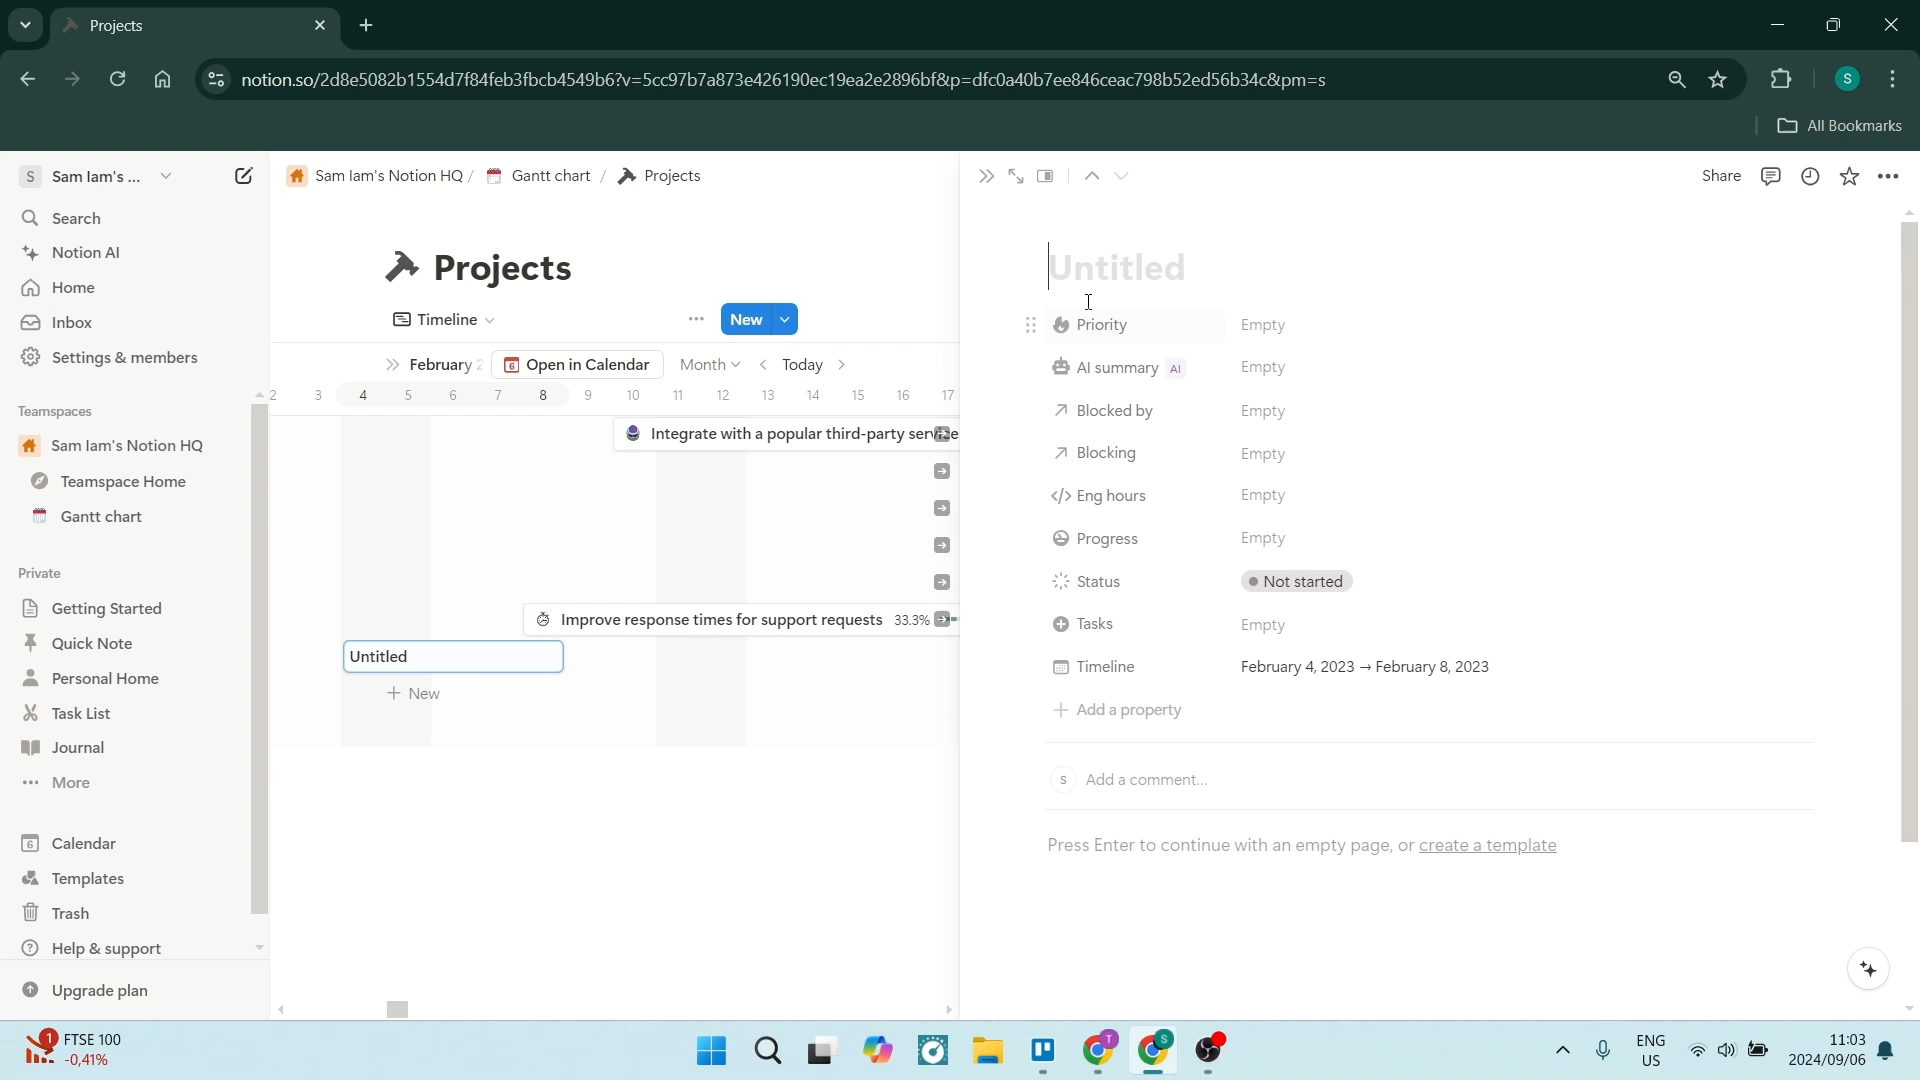 Projects
notion.so/2d8e5082b1554d7f84feb3fbcb4549b6?v=5cc97b7a873e426190ec19ea2e2896bf&p=dfc0a40b7ee846ceac798b52ed56b34c&pm=s
S
All Bookmarks
S Sam Iam's ...
Search
Notion AI
Home
Inbox
Settings & members
Teamspaces
Sam Iam's Notion HQ
Teamspace Home
Gantt chart
Private
Getting Started
Quick Note
Personal Home
Task List
Journal
More
6 Calendar
Templates
Trash
Help & support
Upgrade plan
Sam Iam's Notion HQ / Gantt chart / Projects
Projects
Timeline
New
February 2
6 Open in Calendar
Month
Today
2 3 4 5 6 7 8 9 10 11 12 13 14 15 16 17
Integrate with a popular third-party service
Improve response times for support requests 33.3%
Untitled
+ New
Share
Untitled
Priority Empty
AI summary AI Empty
Blocked by Empty
Blocking Empty
Eng hours Empty
Progress Empty
Status Not started
Tasks Empty
Timeline February 4, 2023 → February 8, 2023
+ Add a property
S Add a comment...
Press Enter to continue with an empty page, or create a template
1
FTSE 100
-0,41%
T
S
ENG
US
11:03
2024/09/06